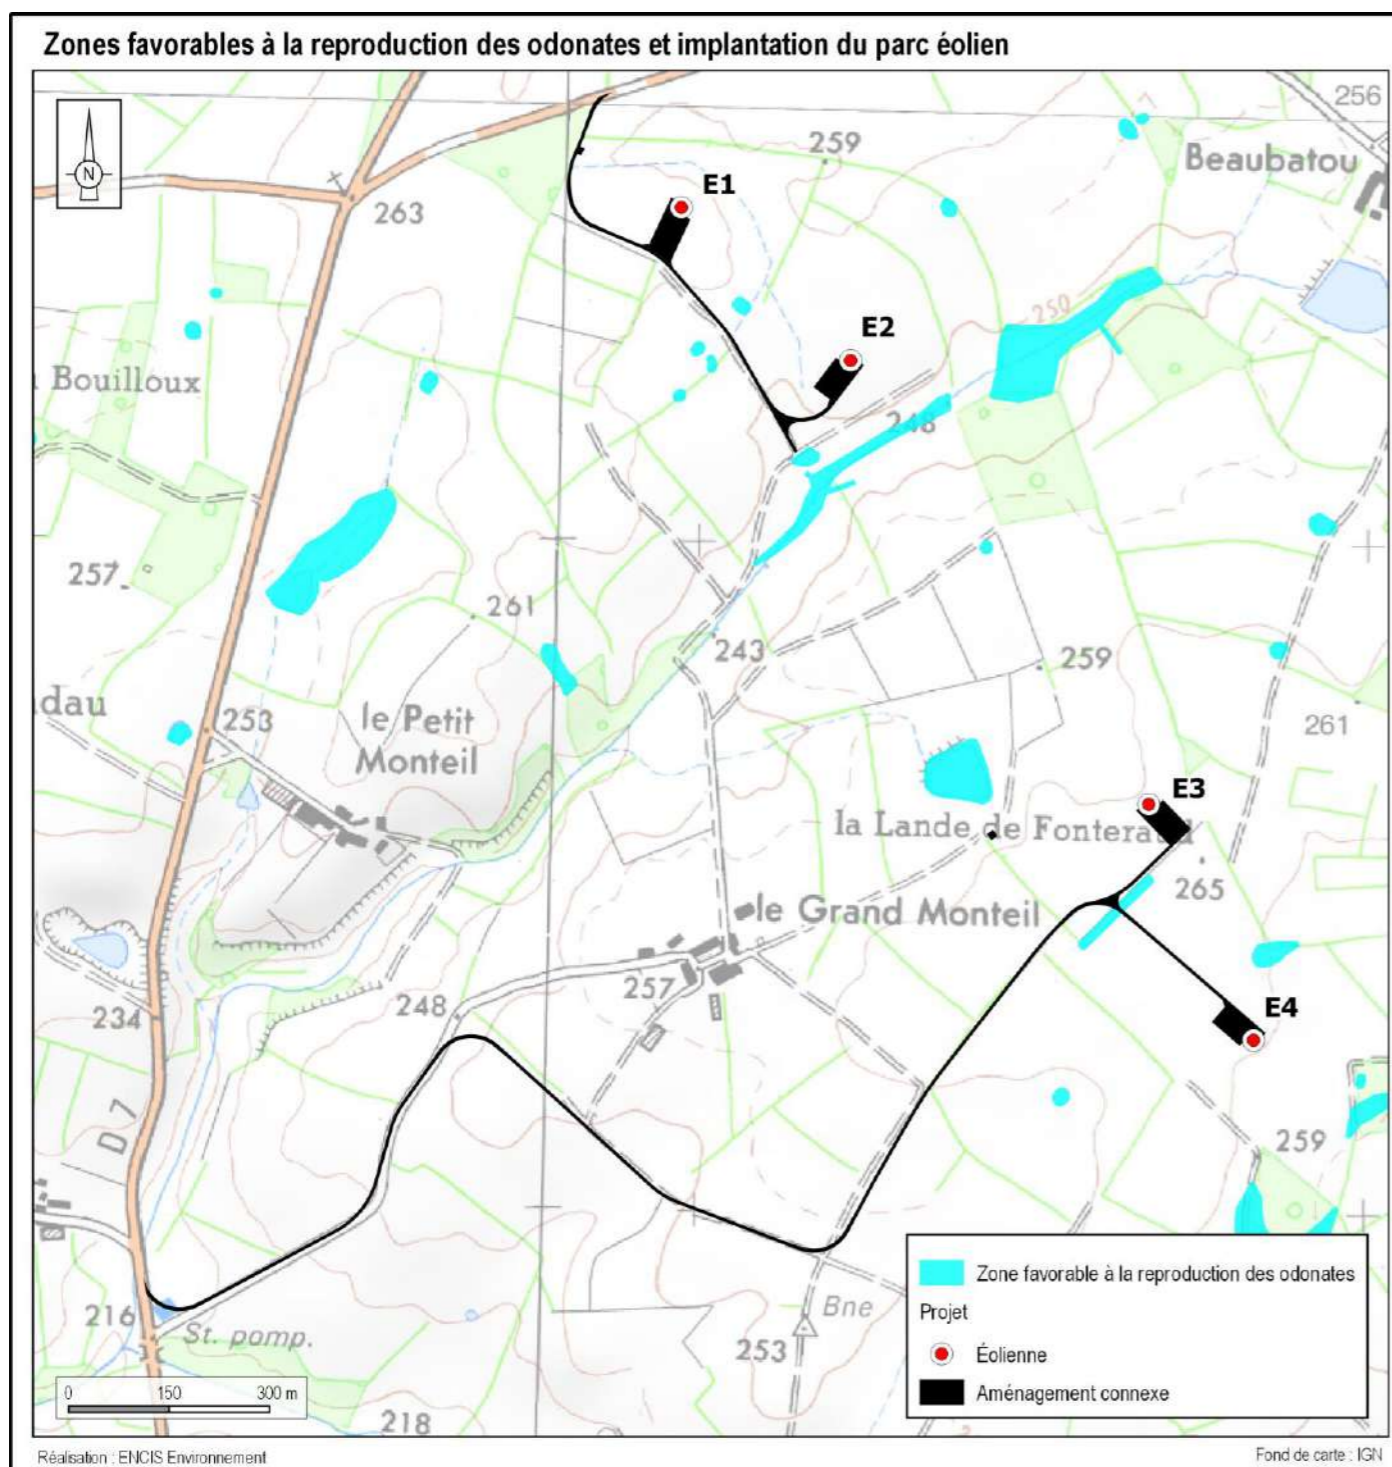 Zones favorables à la reproduction des odonates et implantation du parc éolien
256
259
Beaubatou
N
E1
263
250
E2
Bouilloux
248
257
261
243
259
dau
253
le Petit
Monteil
261
E3
la Lande de Fonteraud
265
le Grand Monteil
257
248
E4
234
D 7
259
Zone favorable à la reproduction des odonates
Projet
Bne
216
St. pomp.
253
Éolienne
0 150 300 m
Aménagement connexe
218
Réalisation : ENCIS Environnement
Fond de carte : IGN